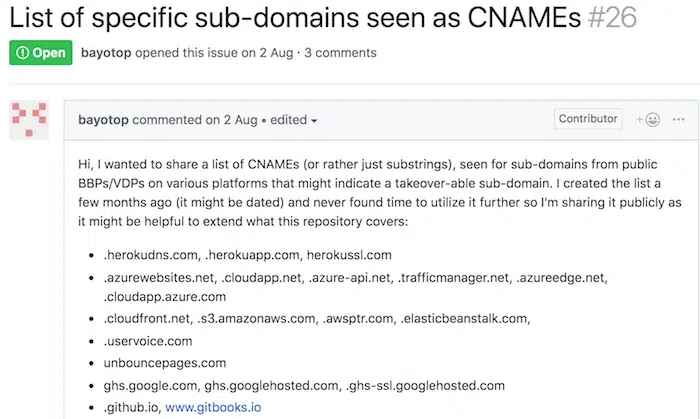 List of specific sub-domains seen as CNAMEs #26
Open bayotop opened this issue on 2 Aug · 3 comments
bayotop commented on 2 Aug • edited Contributor
Hi, I wanted to share a list of CNAMEs (or rather just substrings), seen for sub-domains from public
BBPs/VDPs on various platforms that might indicate a takeover-able sub-domain. I created the list a
few months ago (it might be dated) and never found time to utilize it further so I'm sharing it publicly as
it might be helpful to extend what this repository covers:
• .herokudns.com, .herokuapp.com, herokussl.com
• .azurewebsites.net, .cloudapp.net, .azure-api.net, .trafficmanager.net, .azureedge.net,
.cloudapp.azure.com
• .cloudfront.net, .s3.amazonaws.com, .awsptr.com, .elasticbeanstalk.com,
• .uservoice.com
• unbouncepages.com
• ghs.google.com, ghs.googlehosted.com, .ghs-ssl.googlehosted.com
• .github.io, www.gitbooks.io